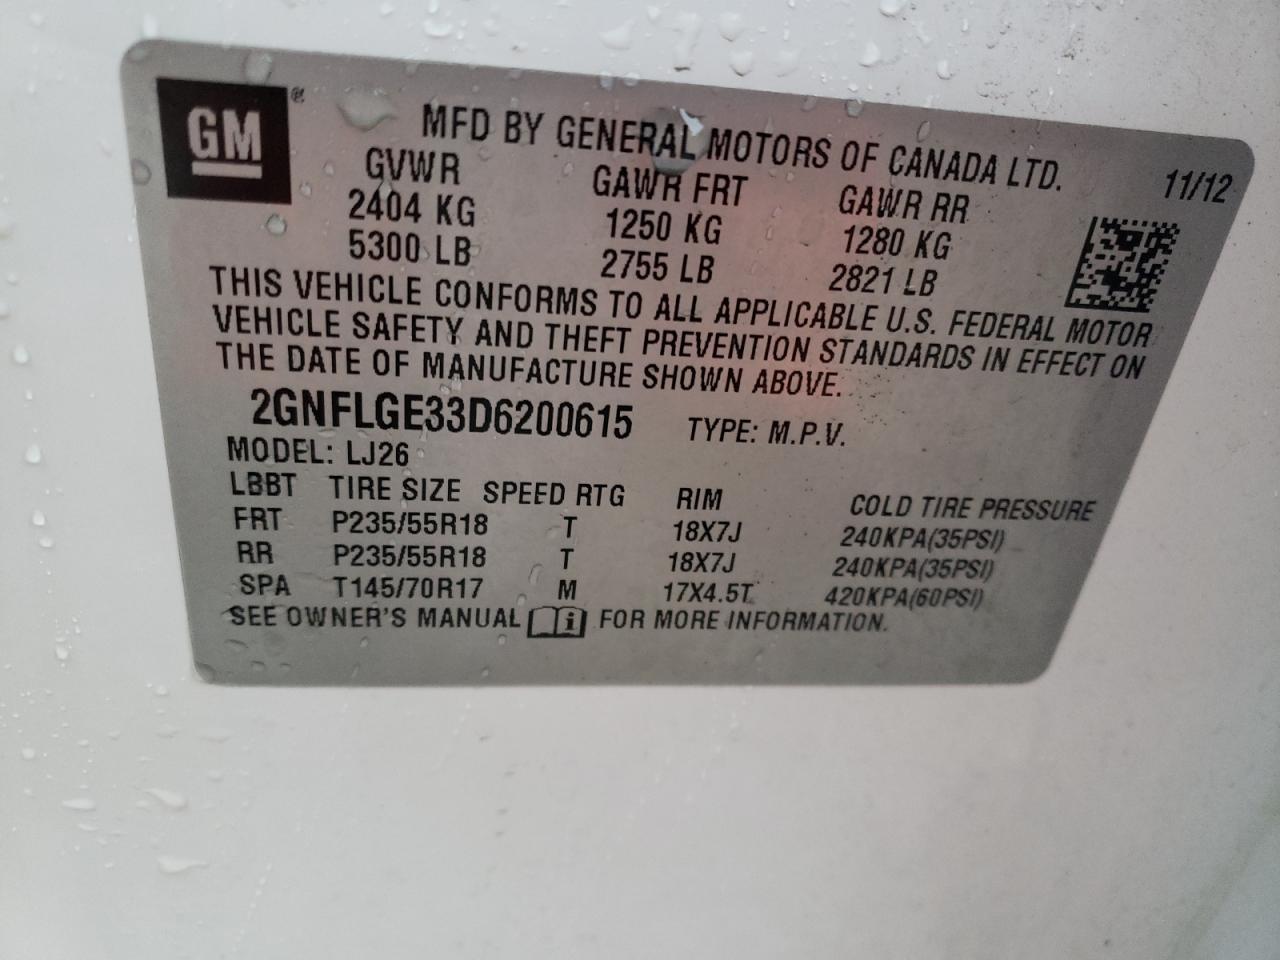 GM®
MFD BY GENERAL MOTORS OF CANADA LTD.
11/12
GVWR GAWR FRT GAWR RR
2404 KG 1250 KG 1280 KG
5300 LB 2755 LB 2821 LB
THIS VEHICLE CONFORMS TO ALL APPLICABLE U.S. FEDERAL MOTOR
VEHICLE SAFETY AND THEFT PREVENTION STANDARDS IN EFFECT ON
THE DATE OF MANUFACTURE SHOWN ABOVE.
2GNFLGE33D6200615 TYPE: M.P.V.
MODEL: LJ26
LBBT TIRE SIZE SPEED RTG RIM COLD TIRE PRESSURE
FRT P235/55R18 T 18X7J 240KPA(35PSI)
RR P235/55R18 T 18X7J 240KPA(35PSI)
SPA T145/70R17 M 17X4.5T 420KPA(60PSI)
SEE OWNER'S MANUAL i FOR MORE INFORMATION.